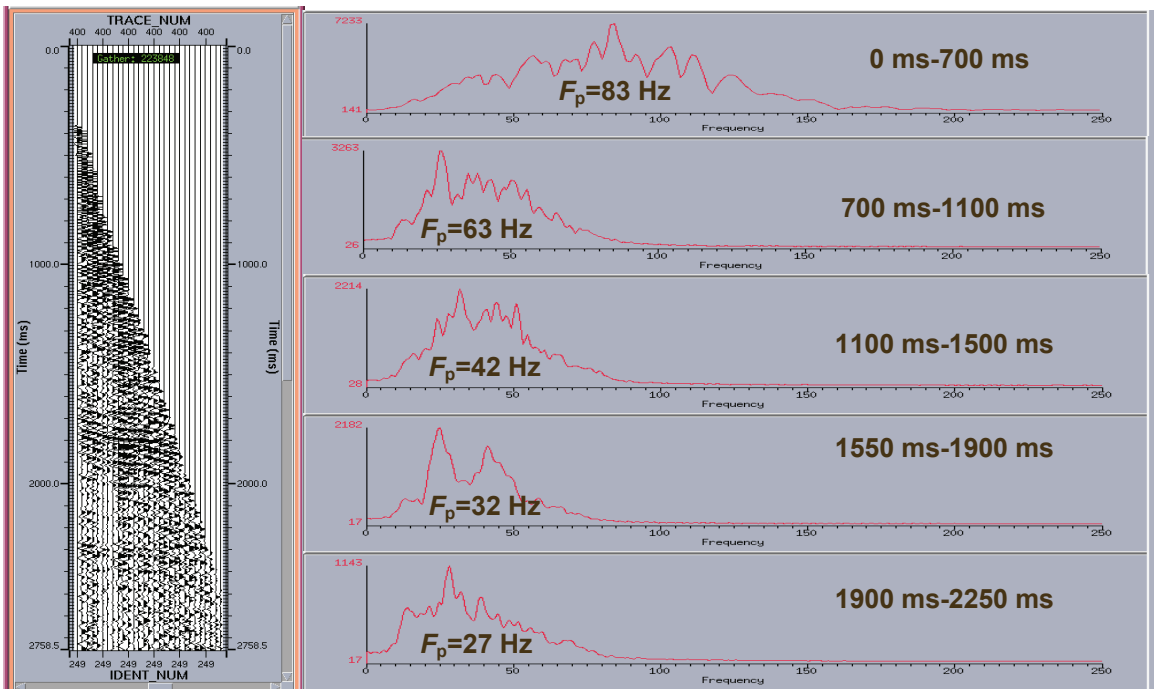 TRACE_NUM
400 400 400 400 400 400
0.0 0.0
Gather: 223848
1000.0 1000.0
Time (ms) Time (ms)
2000.0 2000.0
2758.5 2758.5
249 249 249 249 249 249
IDENT_NUM
7233
0 ms-700 ms
Fp=83 Hz
141
0 50 100 150 200 250
Frequency
3263
700 ms-1100 ms
Fp=63 Hz
26
0 50 100 150 200 250
Frequency
2214
1100 ms-1500 ms
Fp=42 Hz
28
0 50 100 150 200 250
Frequency
2182
1550 ms-1900 ms
Fp=32 Hz
17
0 50 100 150 200 250
Frequency
1143
1900 ms-2250 ms
Fp=27 Hz
17
0 50 100 150 200 250
Frequency